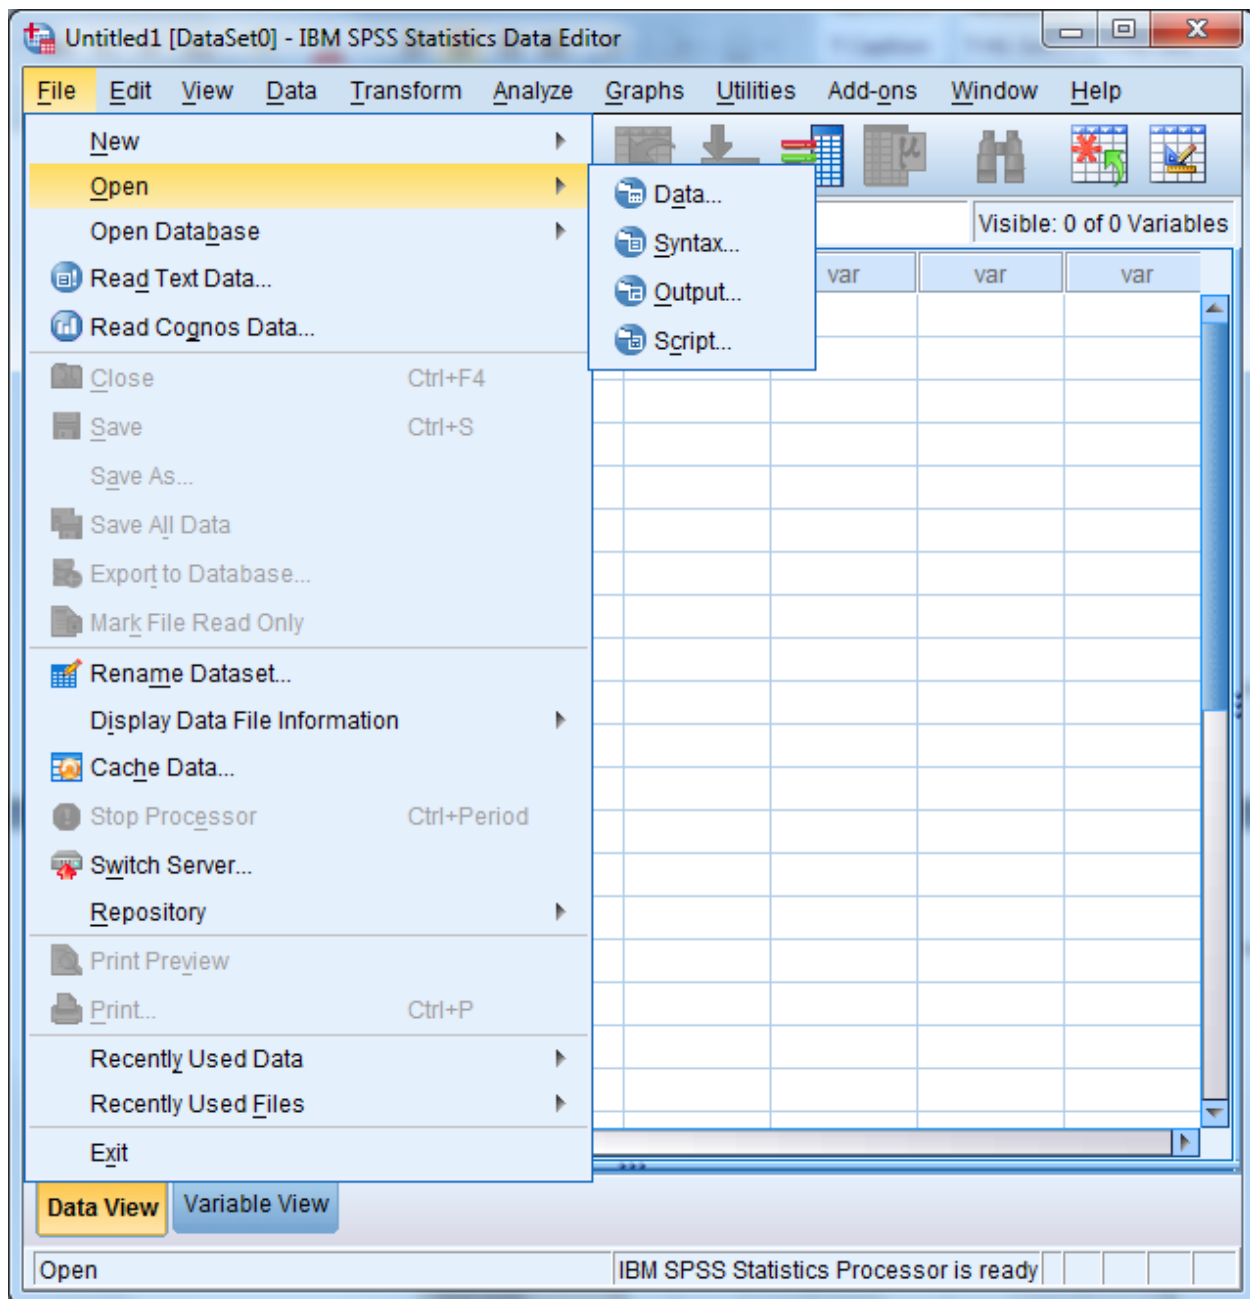 Untitled1 [DataSet0] - IBM SPSS Statistics Data Editor
File Edit View Data Transform Analyze Graphs Utilities Add-ons Window Help
New
Open
Open Database
Read Text Data...
Read Cognos Data...
Close Ctrl+F4
Save Ctrl+S
Save As...
Save All Data
Export to Database...
Mark File Read Only
Rename Dataset...
Display Data File Information
Cache Data...
Stop Processor Ctrl+Period
Switch Server...
Repository
Print Preview
Print... Ctrl+P
Recently Used Data
Recently Used Files
Exit
Data...
Syntax...
Output...
Script...
Visible: 0 of 0 Variables
var var var
Data View Variable View
Open IBM SPSS Statistics Processor is ready